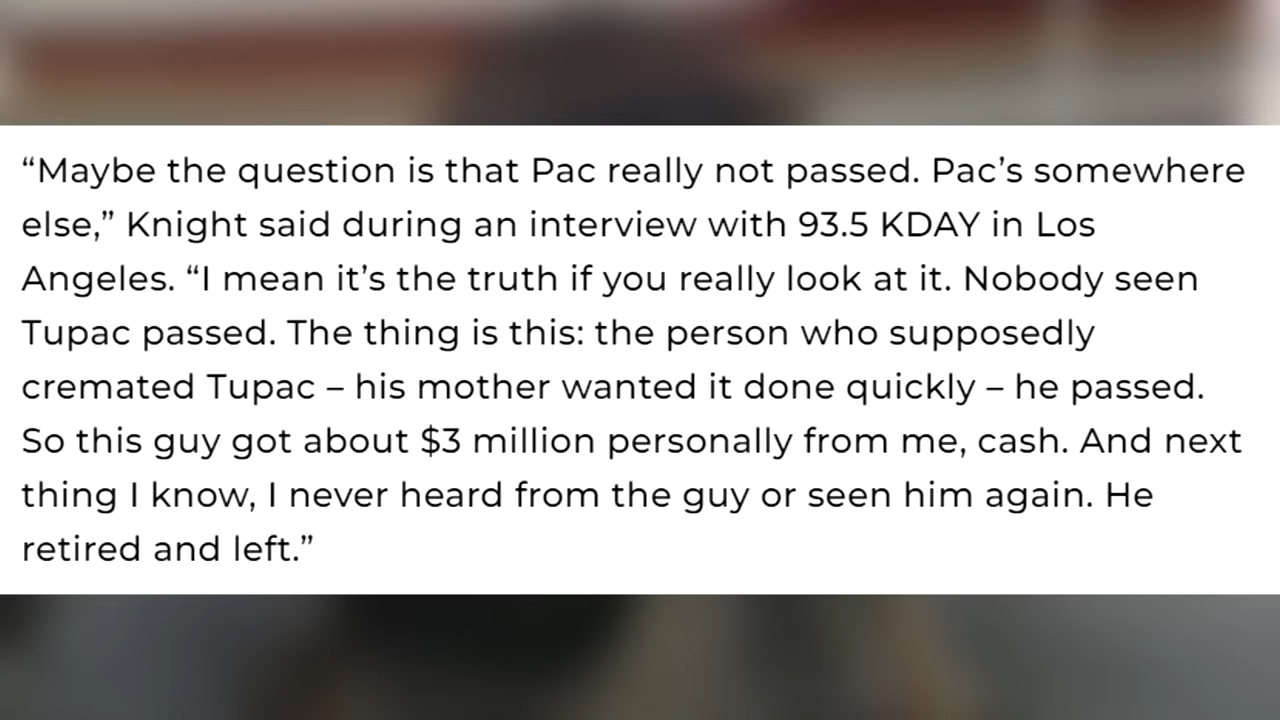 “Maybe the question is that Pac really not passed. Pac’s somewhere
else,” Knight said during an interview with 93.5 KDAY in Los
Angeles. “I mean it’s the truth if you really look at it. Nobody seen
Tupac passed. The thing is this: the person who supposedly
cremated Tupac – his mother wanted it done quickly – he passed.
So this guy got about $3 million personally from me, cash. And next
thing I know, I never heard from the guy or seen him again. He
retired and left.”